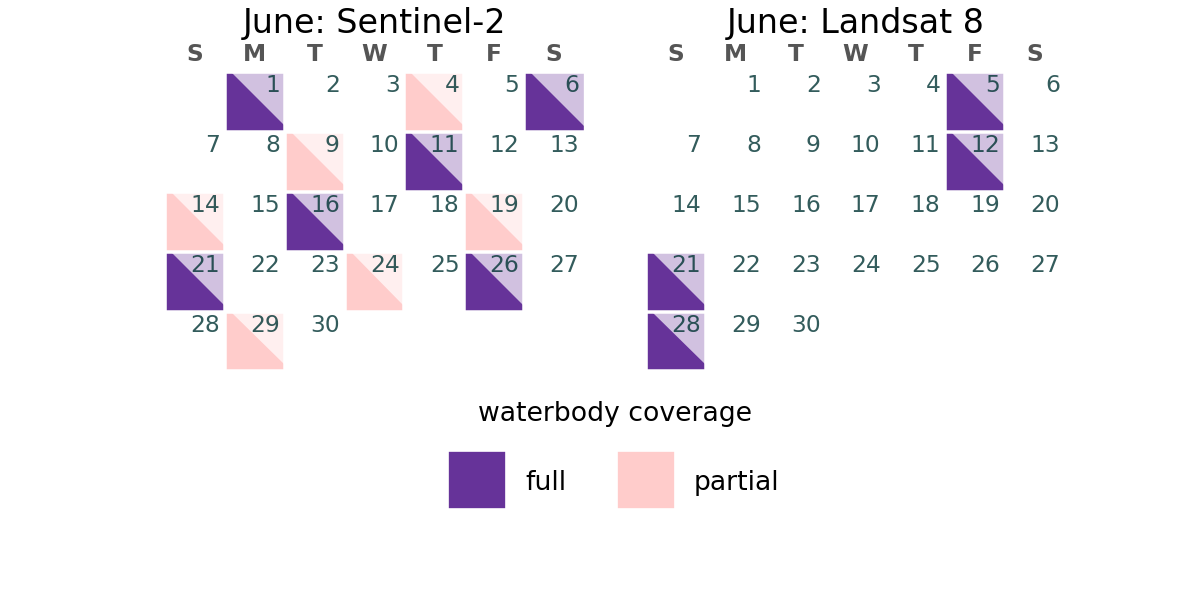 June: Sentinel-2
S M T W T F S
1 2 3 4 5 6
7 8 9 10 11 12 13
14 15 16 17 18 19 20
21 22 23 24 25 26 27
28 29 30
June: Landsat 8
S M T W T F S
1 2 3 4 5 6
7 8 9 10 11 12 13
14 15 16 17 18 19 20
21 22 23 24 25 26 27
28 29 30
waterbody coverage
full partial